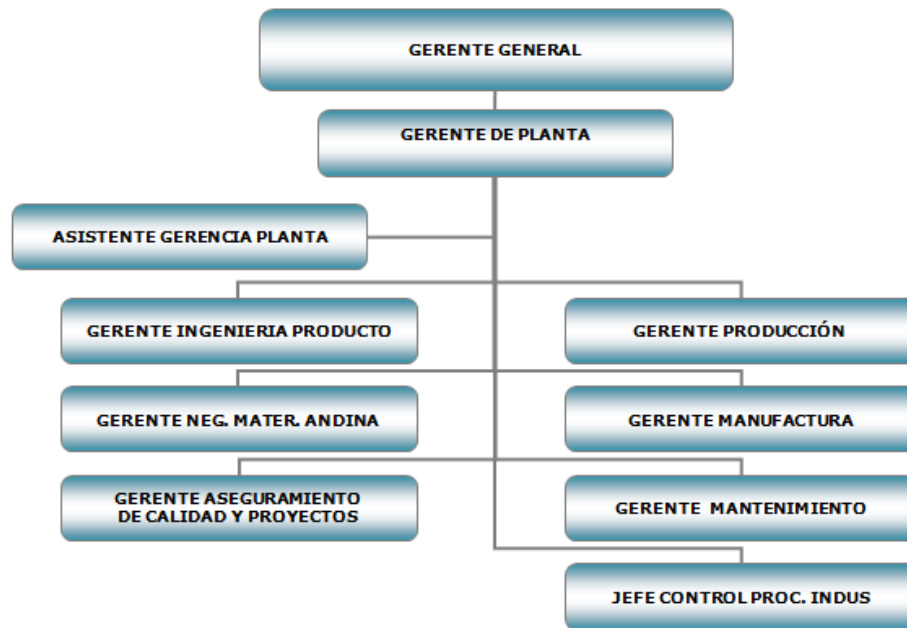 GERENTE GENERAL
GERENTE DE PLANTA
ASISTENTE GERENCIA PLANTA
GERENTE INGENIERIA PRODUCTO
GERENTE PRODUCCIÓN
GERENTE NEG. MATER. ANDINA
GERENTE MANUFACTURA
GERENTE ASEGURAMIENTO
DE CALIDAD Y PROYECTOS
GERENTE MANTENIMIENTO
JEFE CONTROL PROC. INDUS